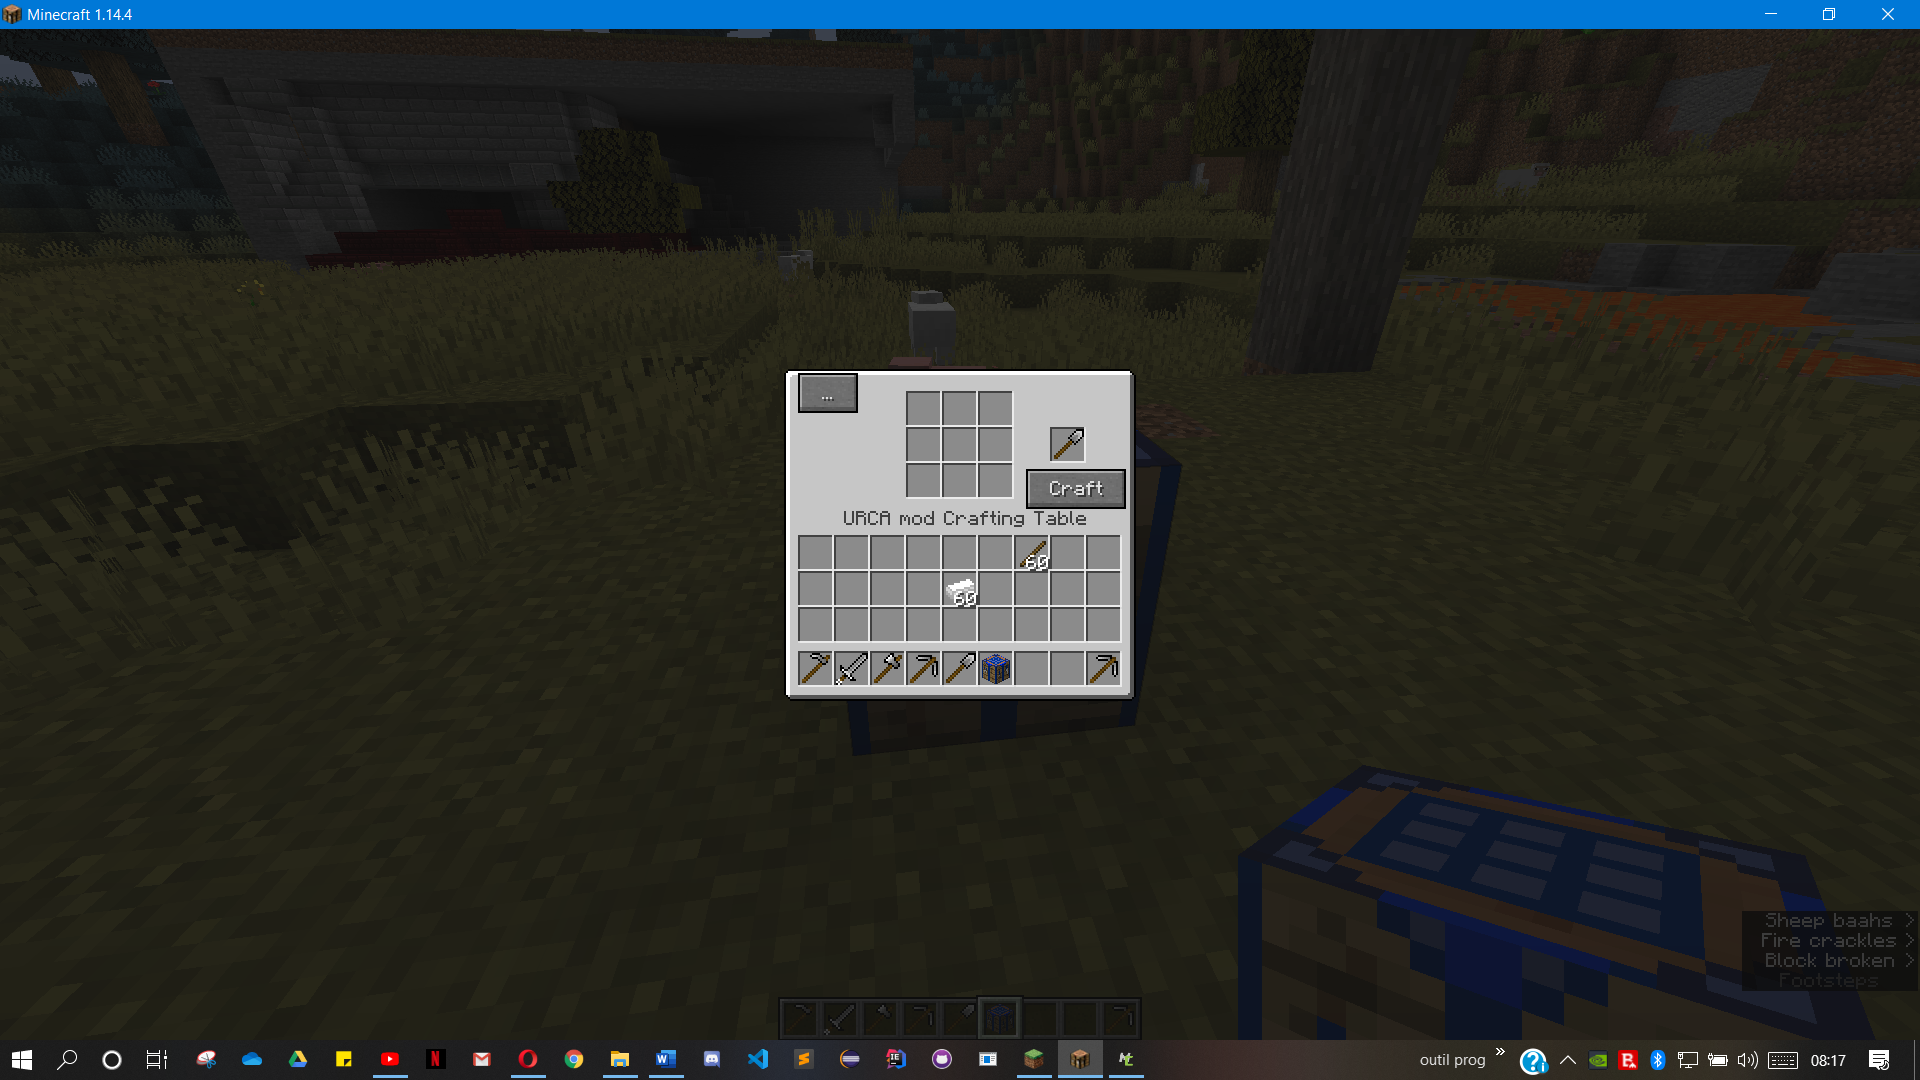 Minecraft 1.14.4
...
Craft
URCA mod Crafting Table
60
60
Sheep baahs >
Fire crackles >
Block broken >
Footsteps
outil prog »
08:17